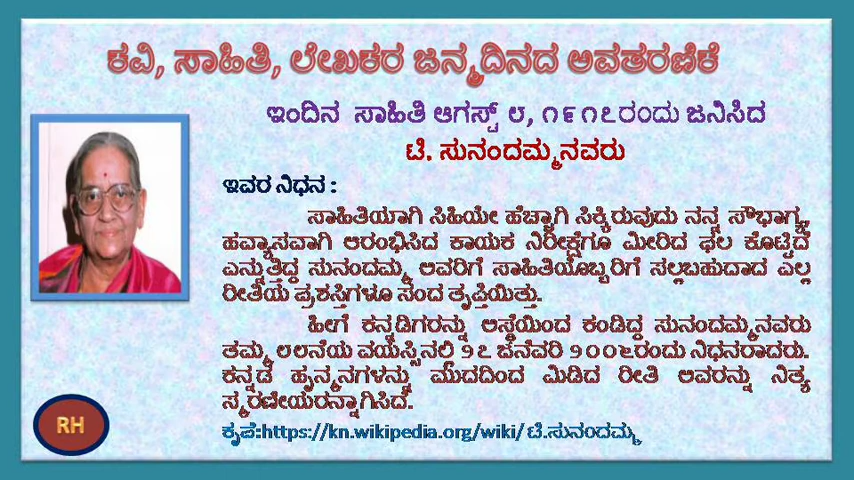 ಕವಿ, ಸಾಹಿತಿ, ಲೇಖಕರ ಜನ್ಮದಿನದ ಅವತರಣಿಕೆ
ಇಂದಿನ ಸಾಹಿತಿ ಆಗಸ್ಟ್ ೮, ೧೯೧೭ರಂದು ಜನಿಸಿದ
ಟಿ. ಸುನಂದಮ್ಮನವರು
ಇವರ ನಿಧನ :
ಸಾಹಿತಿಯಾಗಿ ಸಿಹಿಯೇ ಹೆಚ್ಚಾಗಿ ಸಿಕ್ಕಿರುವುದು ನನ್ನ ಸೌಭಾಗ್ಯ,
ಹವ್ಯಾಸವಾಗಿ ಆರಂಭಿಸಿದ ಕಾಯಕ ನಿರೀಕ್ಷೆಗೂ ಮೀರಿದ ಫಲ ಕೊಟ್ಟಿದೆ
ಎನ್ನುತ್ತಿದ್ದ ಸುನಂದಮ್ಮ ಅವರಿಗೆ ಸಾಹಿತಿಯೊಬ್ಬರಿಗೆ ಸಲ್ಲಬಹುದಾದ ಎಲ್ಲ
ರೀತಿಯ ಪ್ರಶಸ್ತಿಗಳೂ ಸಂದ ತೃಪ್ತಿಯಿತ್ತು.
ಹೀಗೆ ಕನ್ನಡಿಗರನ್ನು ಆಸ್ಥೆಯಿಂದ ಕಂಡಿದ್ದ ಸುನಂದಮ್ಮನವರು
ತಮ್ಮ ೮೮ನೆಯ ವಯಸ್ಸಿನಲ್ಲಿ ೨೭ ಜನವರಿ ೨೦೦೬ರಂದು ನಿಧನರಾದರು.
ಕನ್ನಡ ಹೃನ್ಮನಗಳನ್ನು ಮುದದಿಂದ ಮಿಡಿದ ರೀತಿ ಅವರನ್ನು ನಿತ್ಯ
ಸ್ಮರಣೀಯರನ್ನಾಗಿಸಿದೆ.
ಕೃಪೆ:https://kn.wikipedia.org/wiki/ ಟಿ.ಸುನಂದಮ್ಮ
RH